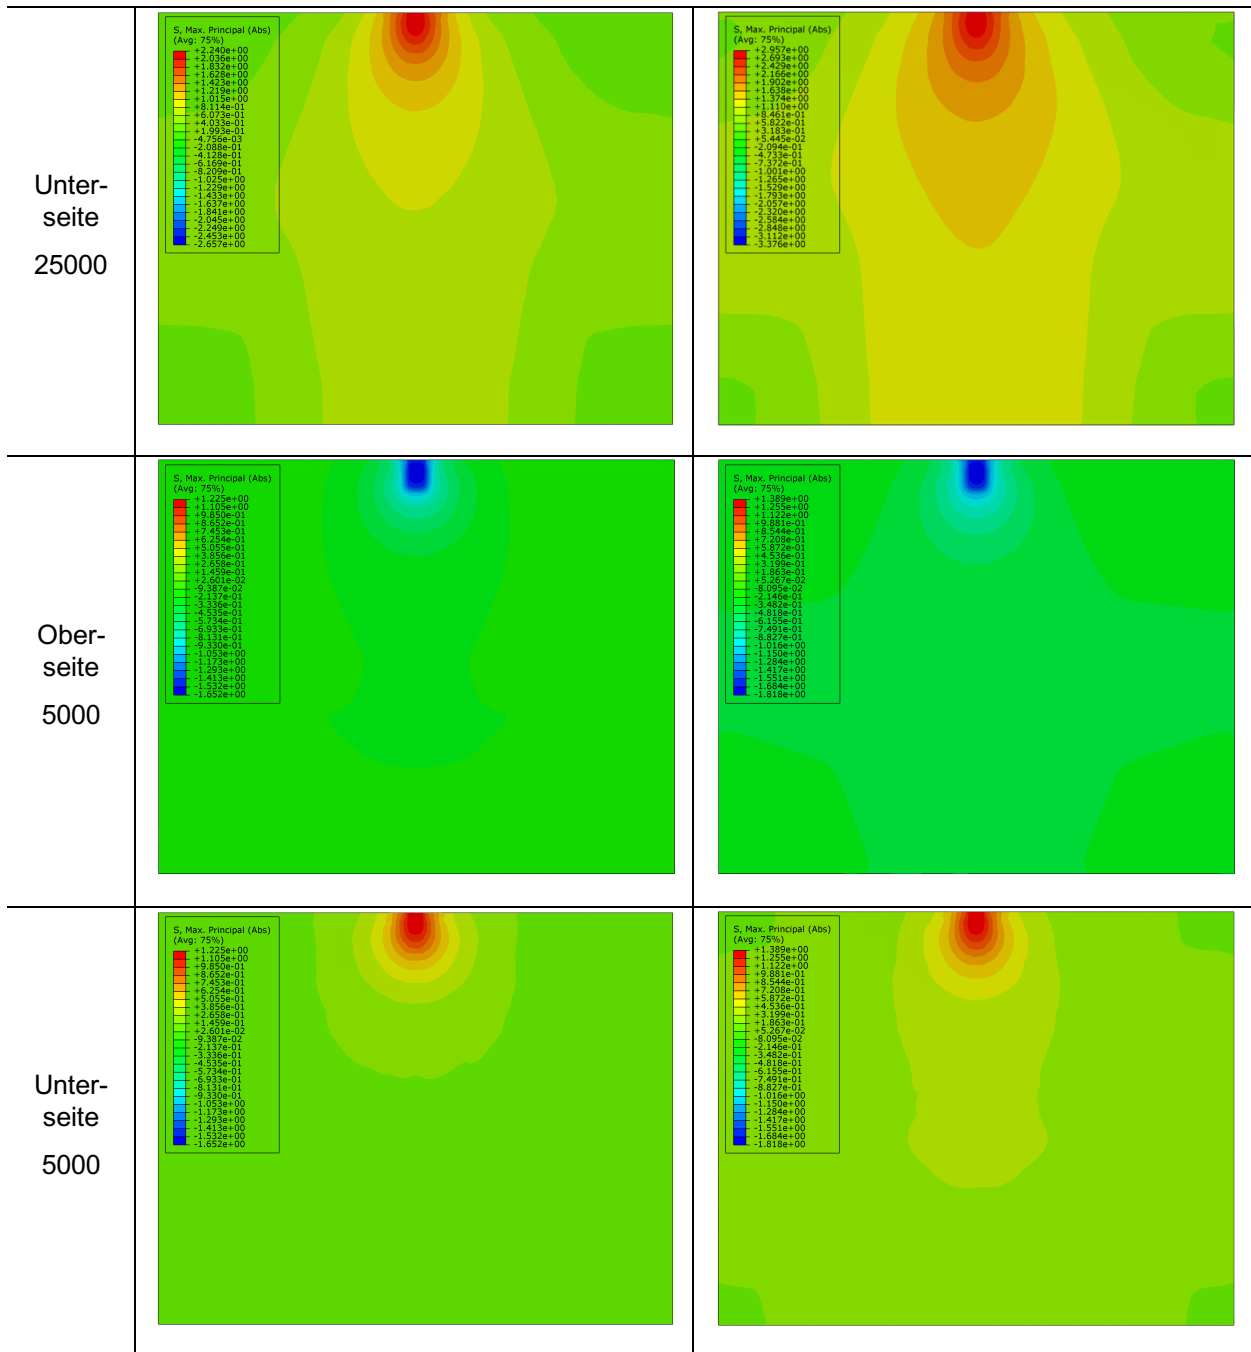 Unter-
seite
25000
S, Max. Principal (Abs)
(Avg: 75%)
+2.240e+00
+2.036e+00
+1.832e+00
+1.628e+00
+1.423e+00
+1.219e+00
+1.015e+00
+8.114e-01
+6.073e-01
+4.033e-01
+1.993e-01
-4.756e-03
-2.088e-01
-4.128e-01
-6.169e-01
-8.209e-01
-1.025e+00
-1.229e+00
-1.433e+00
-1.637e+00
-1.841e+00
-2.045e+00
-2.249e+00
-2.453e+00
-2.657e+00
S, Max. Principal (Abs)
(Avg: 75%)
+2.957e+00
+2.693e+00
+2.429e+00
+2.166e+00
+1.902e+00
+1.638e+00
+1.374e+00
+1.110e+00
+8.461e-01
+5.822e-01
+3.183e-01
+5.445e-02
-2.094e-01
-4.733e-01
-7.372e-01
-1.001e+00
-1.265e+00
-1.529e+00
-1.793e+00
-2.057e+00
-2.320e+00
-2.584e+00
-2.848e+00
-3.112e+00
-3.376e+00
Ober-
seite
5000
S, Max. Principal (Abs)
(Avg: 75%)
+1.225e+00
+1.105e+00
+9.850e-01
+8.652e-01
+7.453e-01
+6.254e-01
+5.055e-01
+3.856e-01
+2.658e-01
+1.459e-01
+2.601e-02
-9.387e-02
-2.137e-01
-3.336e-01
-4.535e-01
-5.734e-01
-6.933e-01
-8.131e-01
-9.330e-01
-1.053e+00
-1.173e+00
-1.293e+00
-1.413e+00
-1.532e+00
-1.652e+00
S, Max. Principal (Abs)
(Avg: 75%)
+1.389e+00
+1.255e+00
+1.122e+00
+9.881e-01
+8.544e-01
+7.208e-01
+5.872e-01
+4.536e-01
+3.199e-01
+1.863e-01
+5.267e-02
-8.095e-02
-2.146e-01
-3.482e-01
-4.818e-01
-6.155e-01
-7.491e-01
-8.827e-01
-1.016e+00
-1.150e+00
-1.284e+00
-1.417e+00
-1.551e+00
-1.684e+00
-1.818e+00
Unter-
seite
5000
S, Max. Principal (Abs)
(Avg: 75%)
+1.225e+00
+1.105e+00
+9.850e-01
+8.652e-01
+7.453e-01
+6.254e-01
+5.055e-01
+3.856e-01
+2.658e-01
+1.459e-01
+2.601e-02
-9.387e-02
-2.137e-01
-3.336e-01
-4.535e-01
-5.734e-01
-6.933e-01
-8.131e-01
-9.330e-01
-1.053e+00
-1.173e+00
-1.293e+00
-1.413e+00
-1.532e+00
-1.652e+00
S, Max. Principal (Abs)
(Avg: 75%)
+1.389e+00
+1.255e+00
+1.122e+00
+9.881e-01
+8.544e-01
+7.208e-01
+5.872e-01
+4.536e-01
+3.199e-01
+1.863e-01
+5.267e-02
-8.095e-02
-2.146e-01
-3.482e-01
-4.818e-01
-6.155e-01
-7.491e-01
-8.827e-01
-1.016e+00
-1.150e+00
-1.284e+00
-1.417e+00
-1.551e+00
-1.684e+00
-1.818e+00